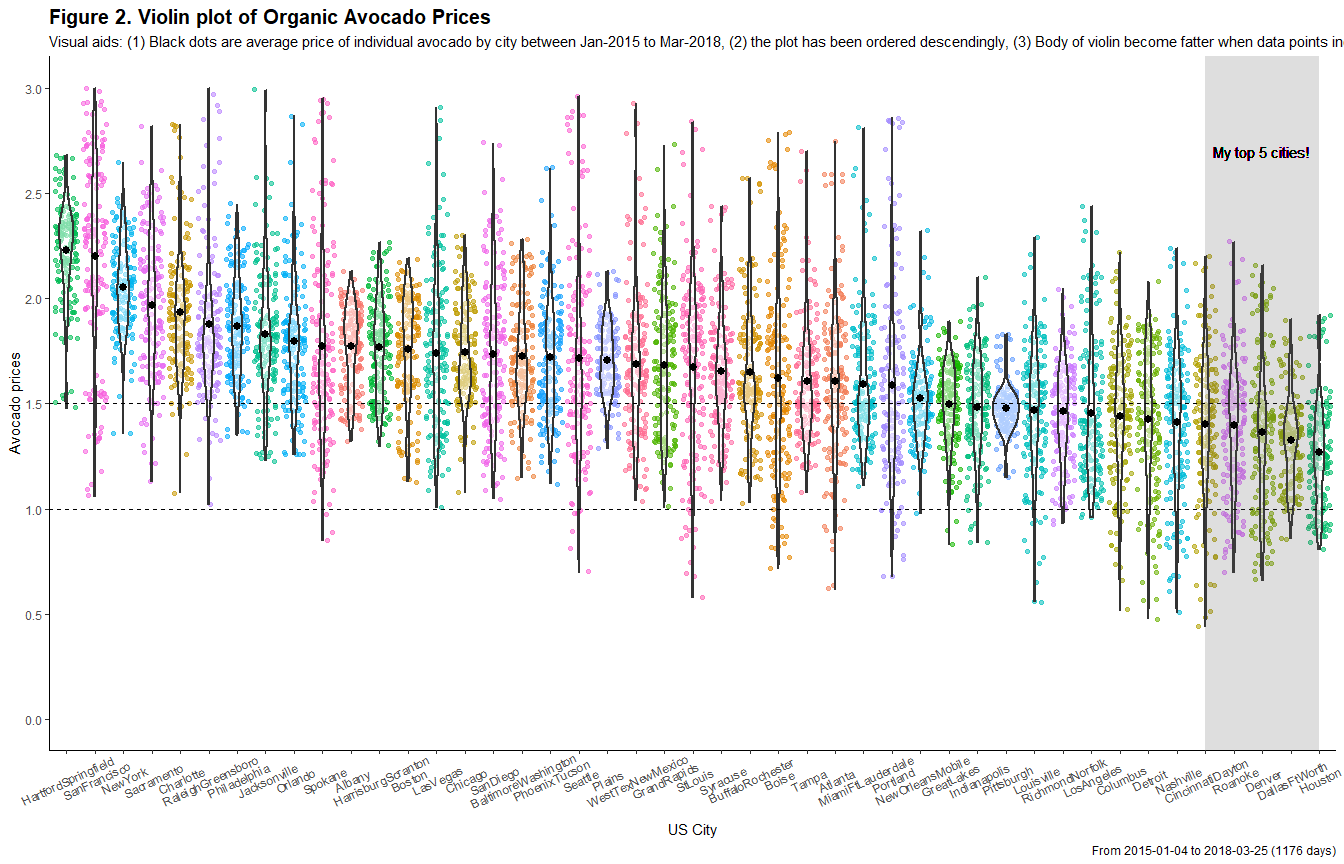 Figure 2. Violin plot of Organic Avocado Prices
Visual aids: (1) Black dots are average price of individual avocado by city between Jan-2015 to Mar-2018, (2) the plot has been ordered descendingly, (3) Body of violin become fatter when data points in
My top 5 cities!
3.0
2.5
2.0
1.5
1.0
0.5
0.0
Avocado prices
HartfordSpringfield
SanFrancisco
NewYork
Sacramento
Charlotte
RaleighGreensboro
Philadelphia
Jacksonville
Orlando
Spokane
Albany
HarrisburgScranton
Boston
LasVegas
Chicago
SanDiego
BaltimoreWashington
PhoenixTucson
Seattle
Plains
WestTexNewMexico
GrandRapids
StLouis
Syracuse
BuffaloRochester
Boise
Tampa
Atlanta
MiamiFtLauderdale
Portland
NewOrleansMobile
GreatLakes
Indianapolis
Pittsburgh
Louisville
RichmondNorfolk
LosAngeles
Columbus
Detroit
Nashville
CincinnatiDayton
Roanoke
Denver
DallasFtWorth
Houston
US City
From 2015-01-04 to 2018-03-25 (1176 days)